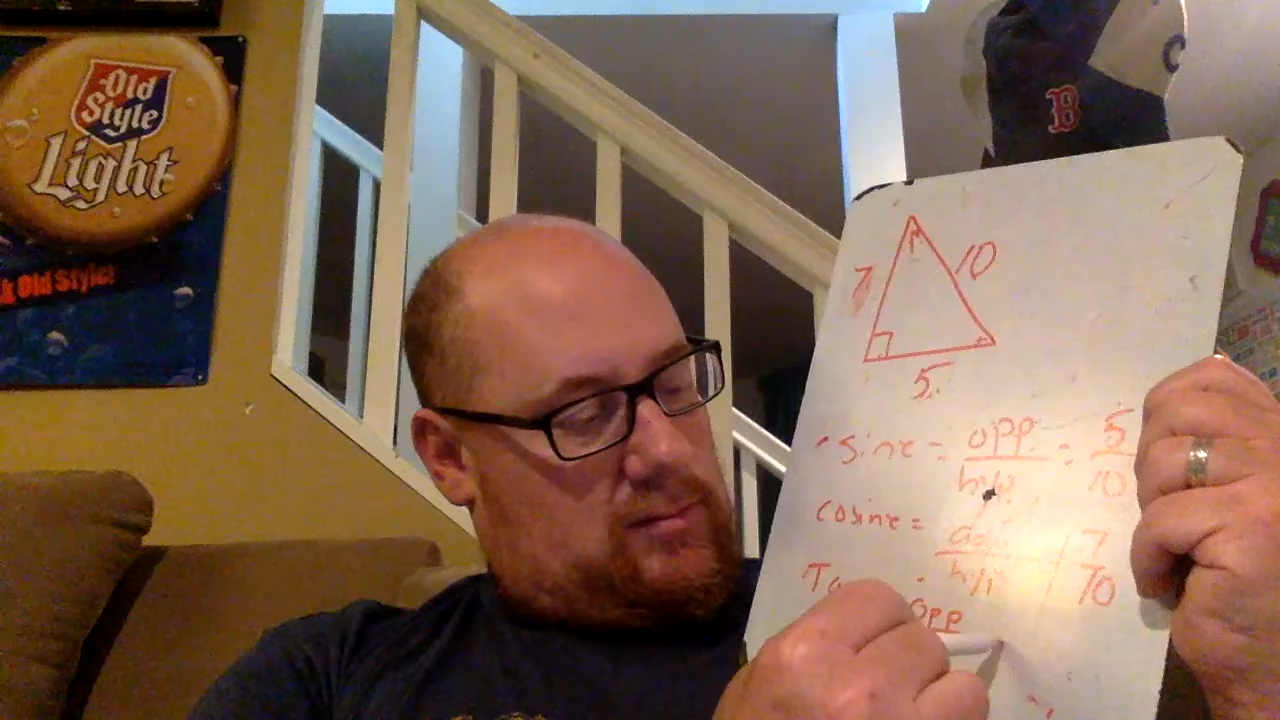 Old
Style
Light
k Old Style!
B
C
7
10
5
sine = opp = 5
hyp 10
cosine = adj 7
hyp 10
Ta
opp